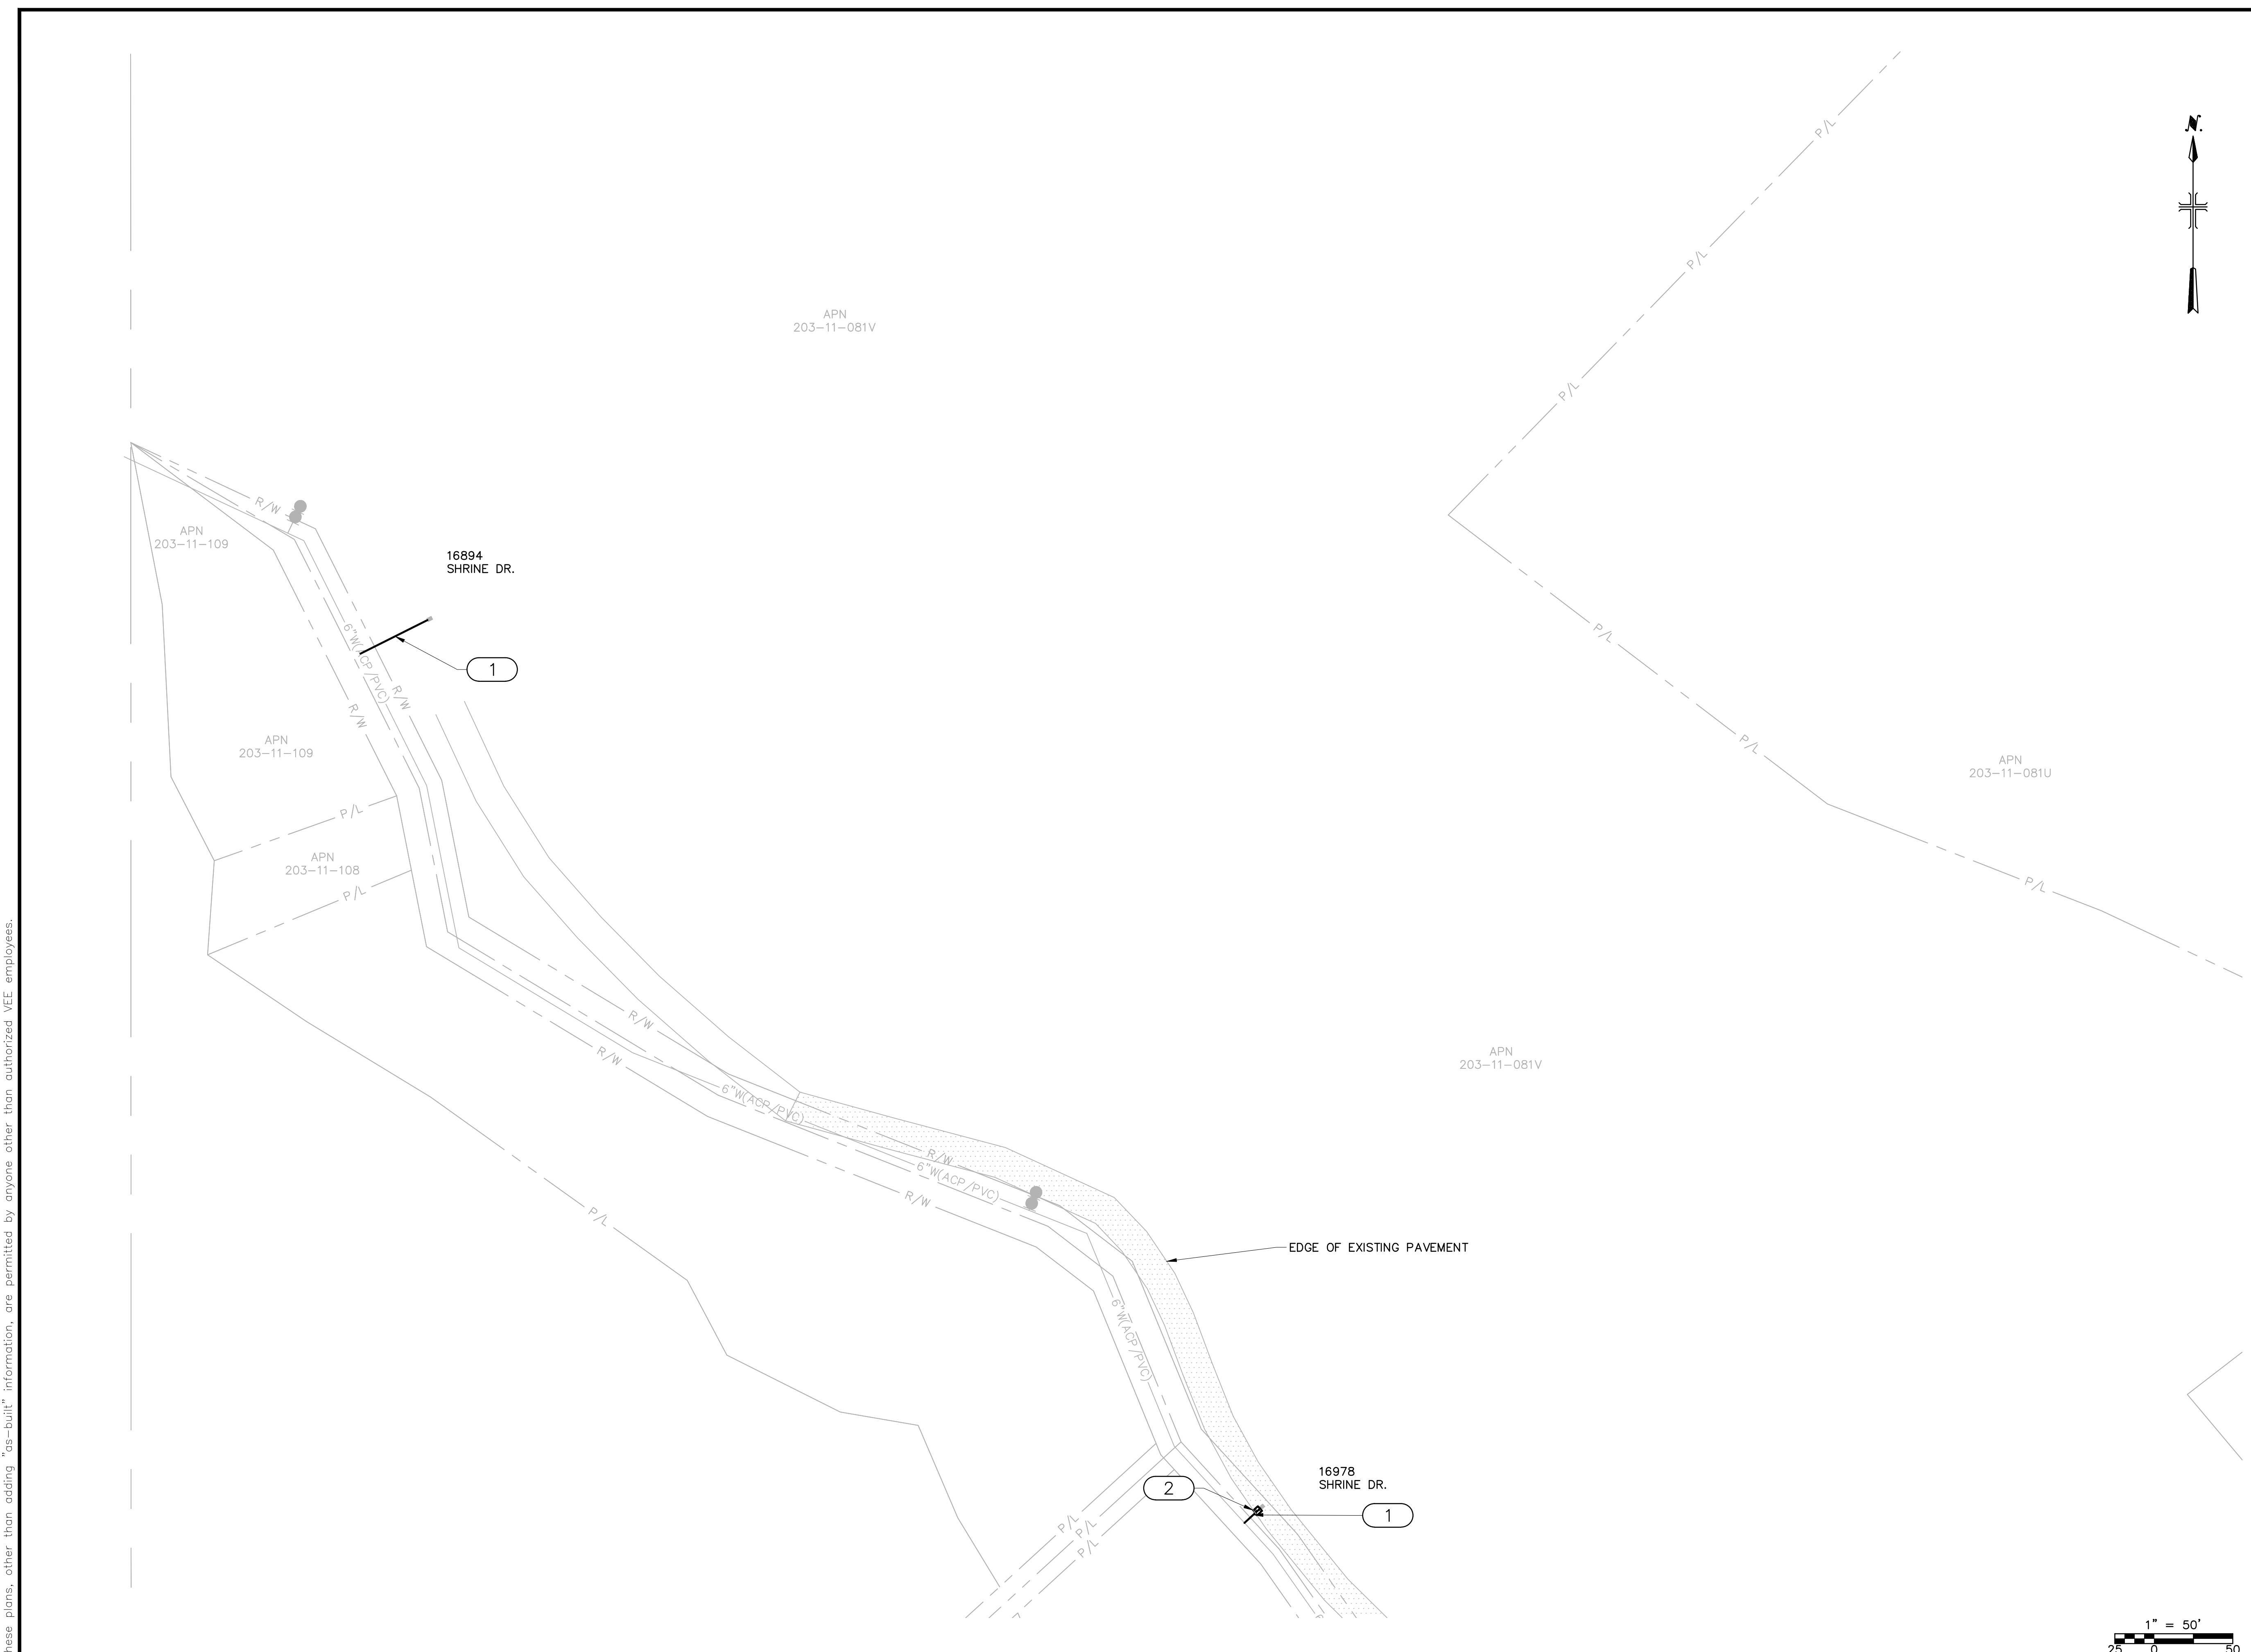 P/L
N.
P/L
APN
203-11-081V
P/L
R/W
APN
203-11-109
16894
SHRINE DR.
6"W(ACP/PVC)
P/L
1
R/W
R/W
APN
203-11-109
P/L
APN
203-11-081U
P/L
APN
203-11-108
P/L
P/L
R/W
R/W
APN
203-11-081V
6"W(ACP/PVC)
R/W
6"W(ACP/PVC)
R/W
P/L
EDGE OF EXISTING PAVEMENT
6"W(ACP/PVC)
16978
SHRINE DR.
2
1
P/L
P/L
P/L
1" = 50'
25 0 50
hese plans, other than adding "as-built" information, are permitted by anyone other than authorized VEE employees.